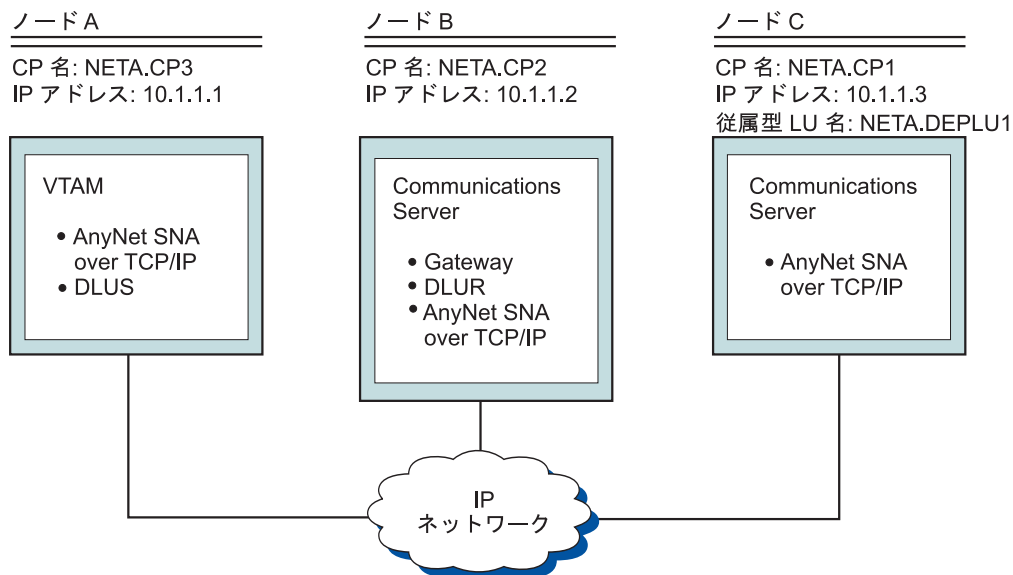 ノード A
CP 名: NETA.CP3
IP アドレス: 10.1.1.1
VTAM
• AnyNet SNA
over TCP/IP
• DLUS
ノード B
CP 名: NETA.CP2
IP アドレス: 10.1.1.2
Communications
Server
• Gateway
• DLUR
• AnyNet SNA
over TCP/IP
ノード C
CP 名: NETA.CP1
IP アドレス: 10.1.1.3
従属型 LU 名: NETA.DEPLU1
Communications
Server
• AnyNet SNA
over TCP/IP
IP
ネットワーク